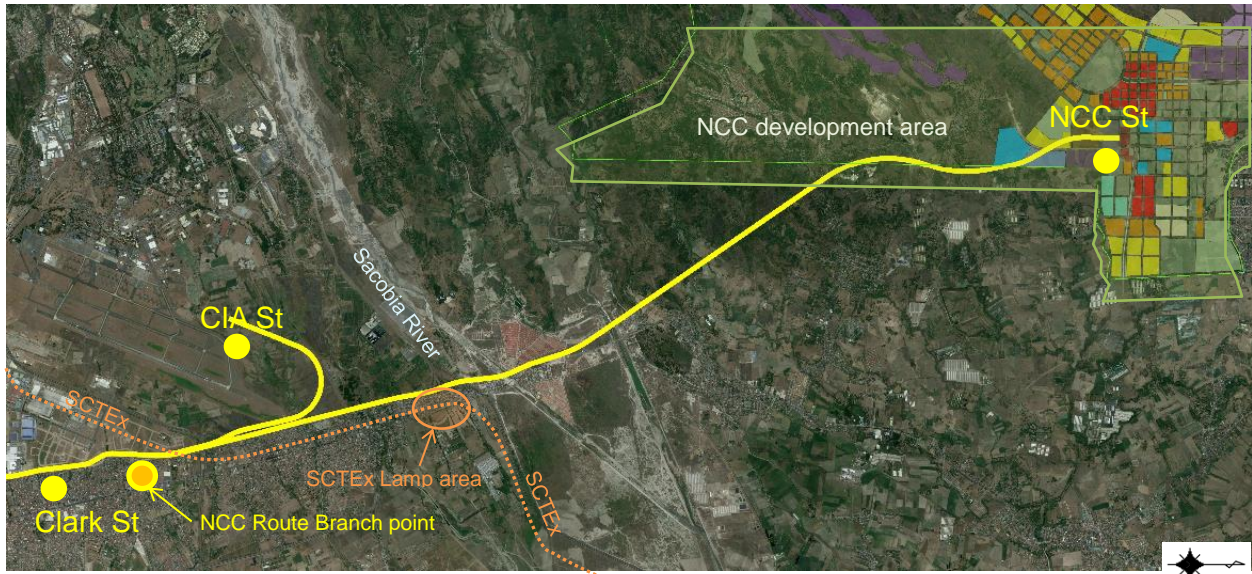 NCC development area
NCC St
CIA St
Sacobia River
SCTEx
SCTEx Lamp area
SCTEx
Clark St
NCC Route Branch point